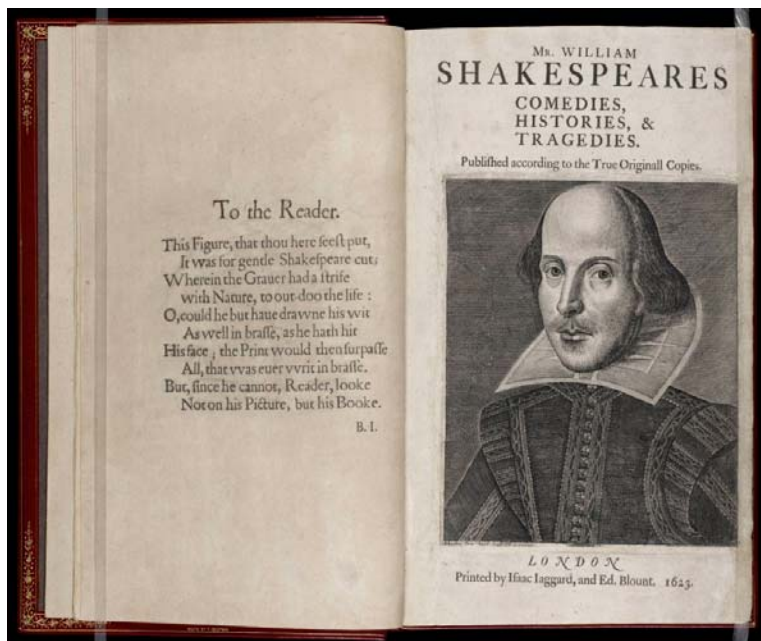 To the Reader.
This Figure, that thou here ſeeſt put,
It vvas for gentle Shakeſpeare cut;
Wherein the Grauer had a ſtrife
with Nature, to out-doo the life :
O, could he but haue dravvne his vvit
As well in braſſe, as he hath hit
His face ; the Print would then ſurpaſſe
All, that vvas euer vvrit in braſſe.
But, ſince he cannot, Reader, looke
Not on his Picture, but his Booke.
B. I.
Mr. WILLIAM
SHAKESPEARES
COMEDIES,
HISTORIES, &
TRAGEDIES.
Publiſhed according to the True Originall Copies.
LONDON
Printed by Iſaac Iaggard, and Ed. Blount. 1623.